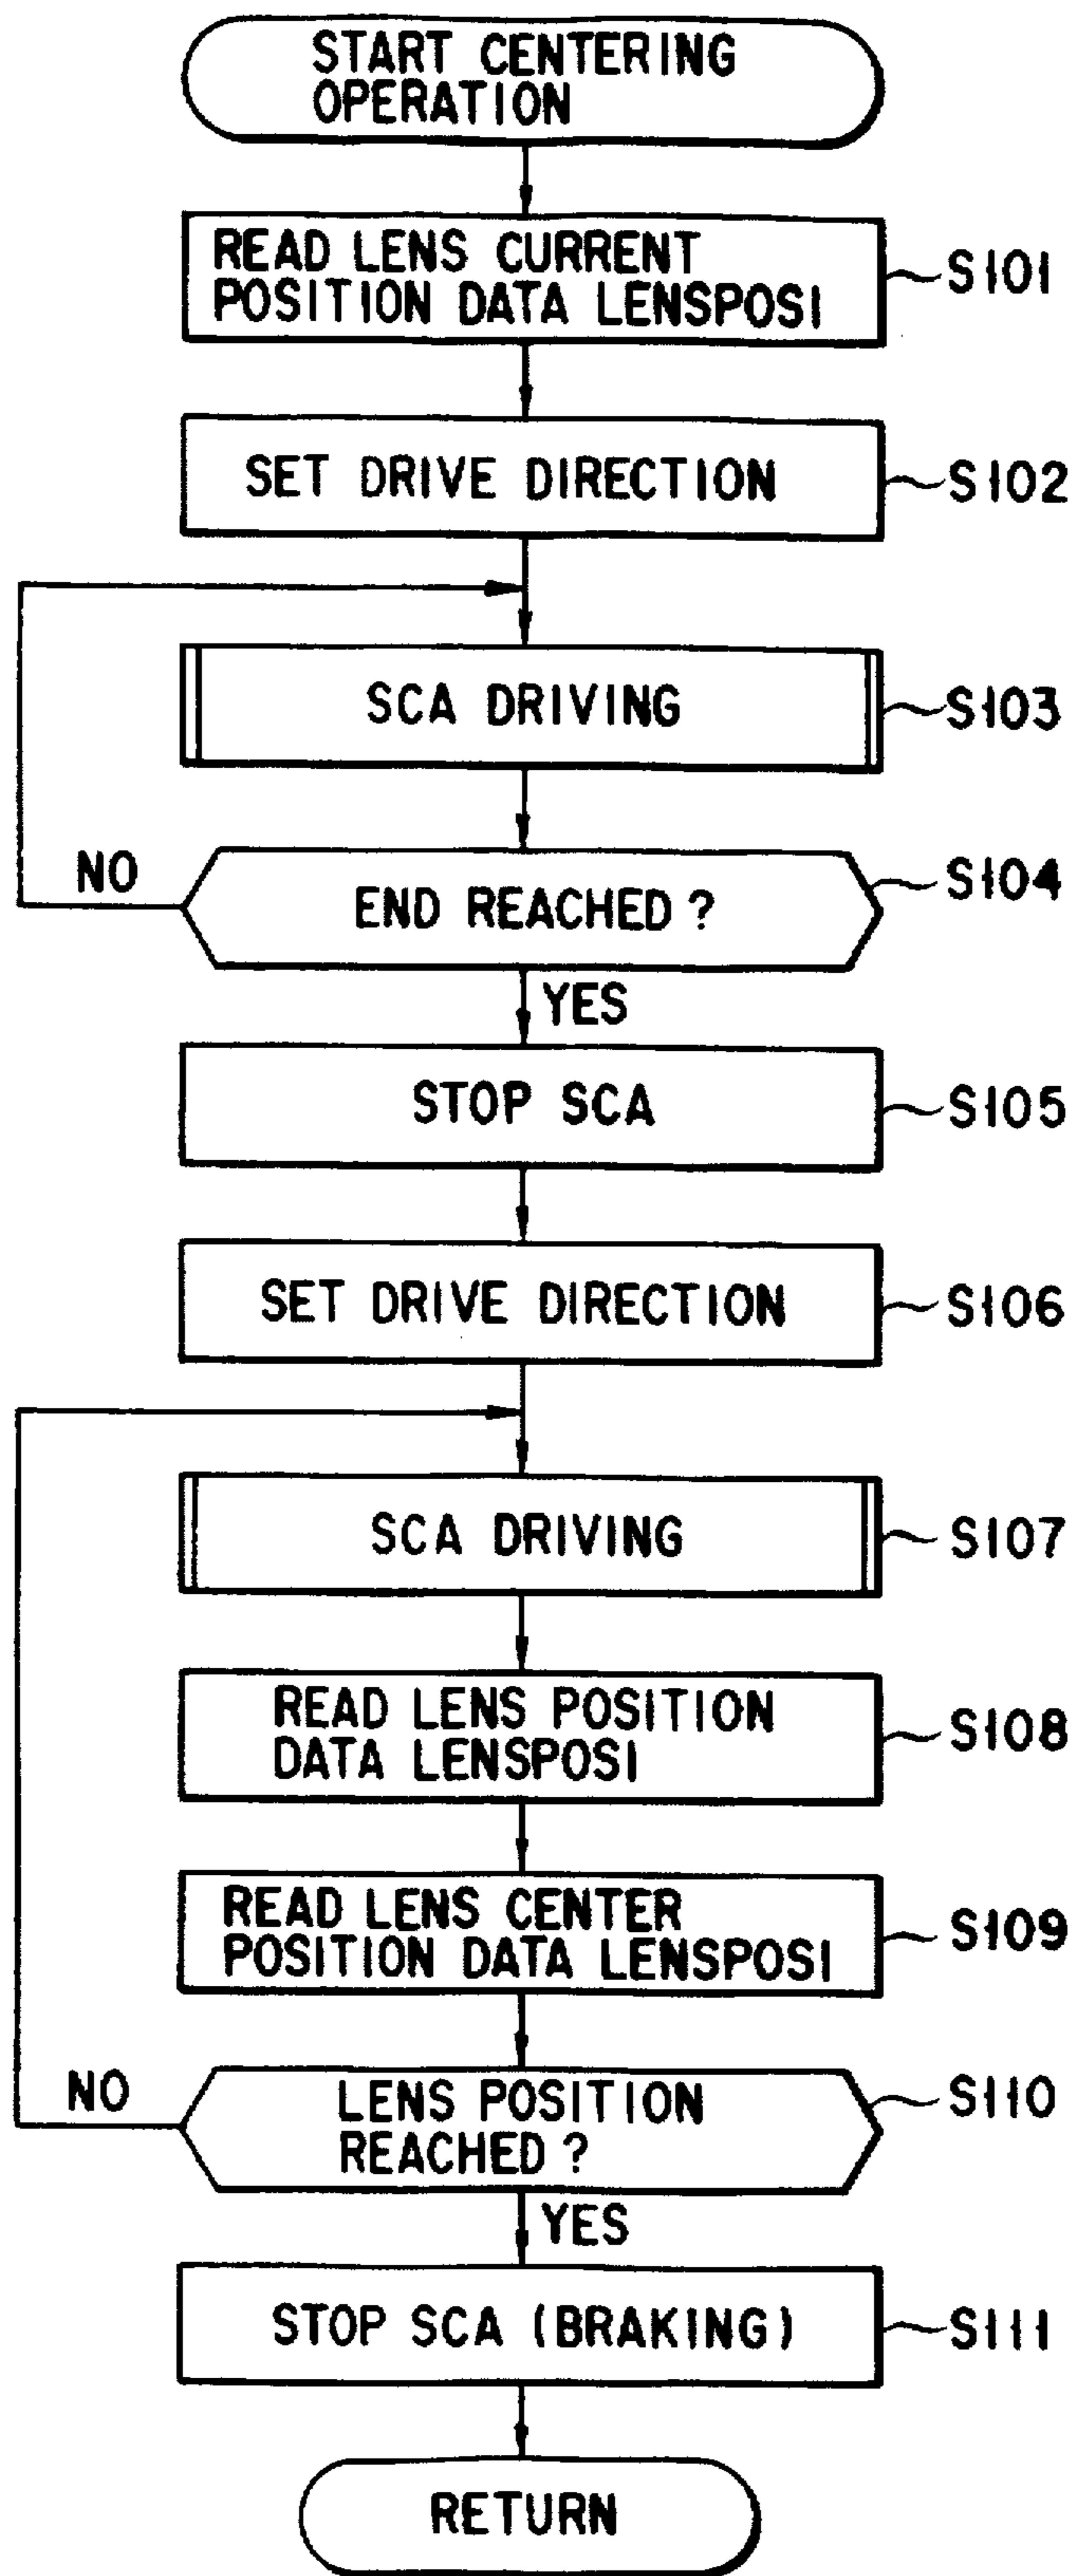 START CENTERING
OPERATION
READ LENS CURRENT
POSITION DATA LENSPOSI
S101
SET DRIVE DIRECTION
S102
SCA DRIVING
S103
NO
END REACHED?
S104
YES
STOP SCA
S105
SET DRIVE DIRECTION
S106
SCA DRIVING
S107
READ LENS POSITION
DATA LENSPOSI
S108
READ LENS CENTER
POSITION DATA LENSPOSI
S109
NO
LENS POSITION
REACHED?
S110
YES
STOP SCA (BRAKING)
S111
RETURN